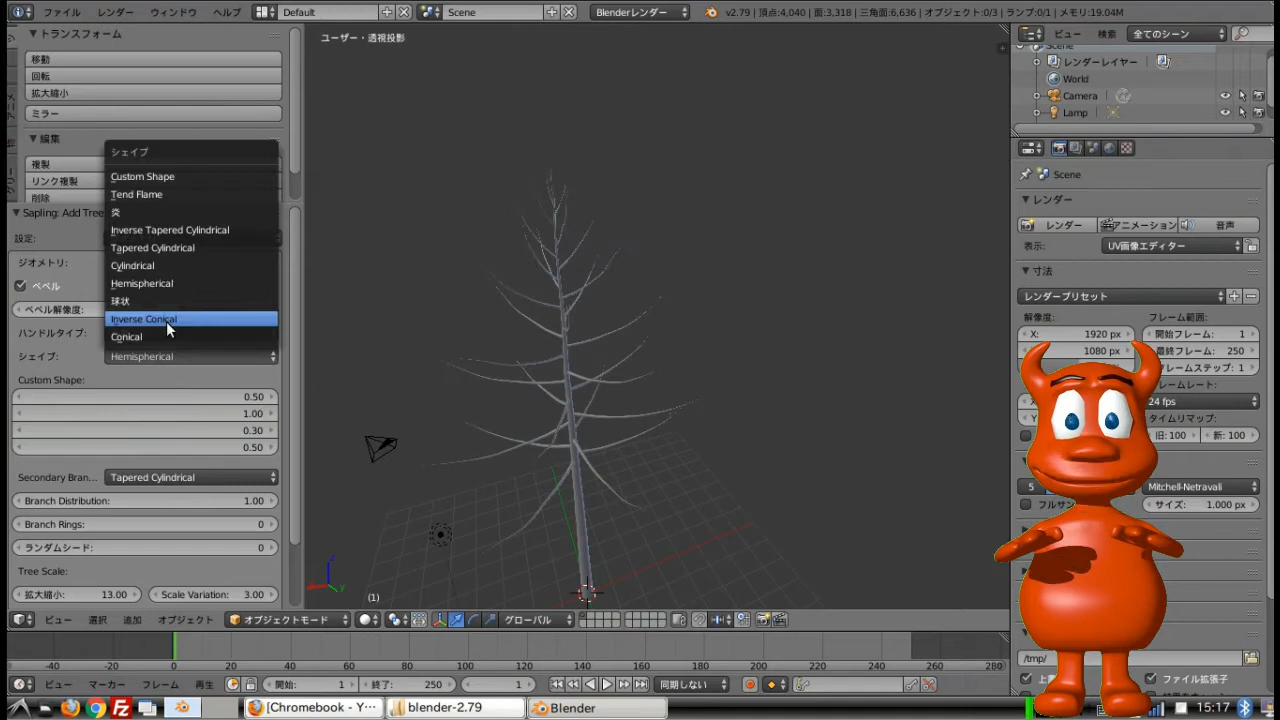 ファイル レンダー ウィンドウ ヘルプ Default Scene Blenderレンダー v2.79 | 頂点:4,040 | 面:3,318 | 三角面:6,636 | オブジェクト:0/3 | ランプ:0/1 | メモリ:19.04M
トランスフォーム
移動
回転
拡大縮小
ミラー
編集
複製
リンク複製
削除
Sapling: Add Tree
設定:
ジオメトリ:
ベベル
ベベル解像度:
ハンドルタイプ:
シェイプ: Hemispherical
シェイプ
Custom Shape
Tend Flame
炎
Inverse Tapered Cylindrical
Tapered Cylindrical
Cylindrical
Hemispherical
球状
Inverse Conical
Conical
Custom Shape:
0.50
1.00
0.30
0.50
Secondary Bran... Tapered Cylindrical
Branch Distribution: 1.00
Branch Rings: 0
ランダムシード: 0
Tree Scale:
拡大縮小: 13.00 Scale Variation: 3.00
ユーザー・透視投影
(1)
ビュー 選択 追加 オブジェクト オブジェクトモード グローバル
ビュー 検索 全てのシーン
Scene
レンダーレイヤー
World
Camera
Lamp
Scene
レンダー
レンダー アニメーション 音声
表示: UV画像エディター
寸法
レンダープリセット
解像度: フレーム範囲:
X: 1920 px 開始フレーム: 1
1080 px 最終フレーム: 250
フレームステップ: 1
フレームレート:
24 fps
タイムリマップ:
旧: 100 新: 100
5 Mitchell-Netravali
フルサン サイズ: 1.000 px
/tmp/
ファイル拡張子
-40 -20 0 20 40 60 80 100 120 140 160 180 200 220 240 260 280
ビュー マーカー フレーム 再生 開始: 1 終了: 250 1 同期しない
[Chromebook - Y… blender-2.79 Blender 15:17